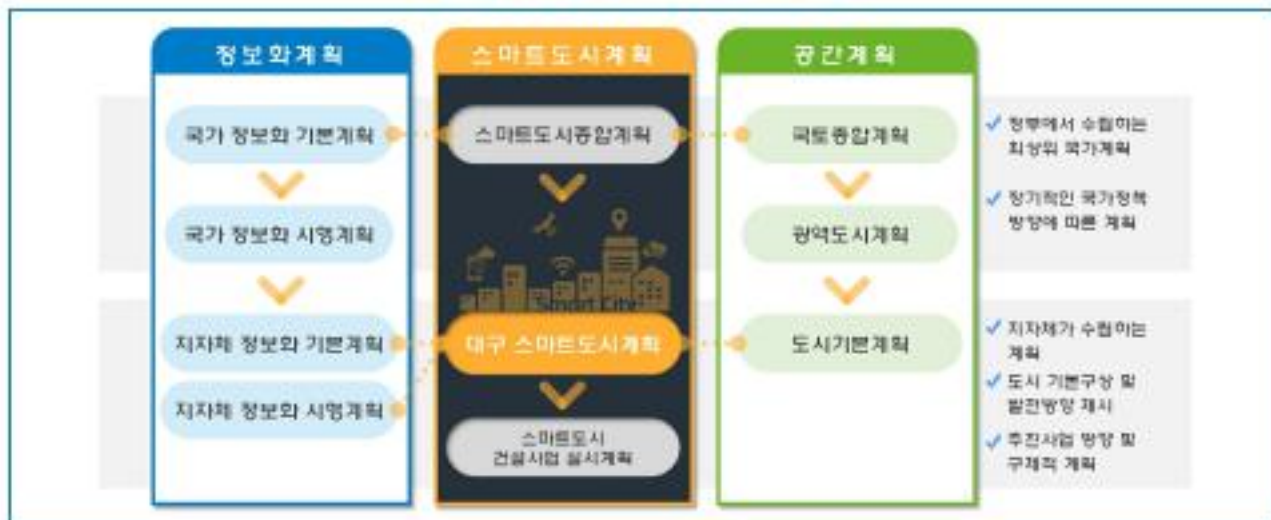 정보화계획
국가 정보화 기본계획
국가 정보화 시행계획
지자체 정보화 기본계획
지자체 정보화 시행계획
스마트도시계획
스마트도시종합계획
Smart City
대구 스마트도시계획
스마트도시
건설사업 실시계획
공간계획
국토종합계획
광역도시계획
도시기본계획
정부에서 수립하는
최상위 국가계획
장기적인 국가정책
방향에 따른 계획
지자체가 수립하는
계획
도시 기본구상 및
발전방향 제시
추진사업 방향 및
구체적 계획